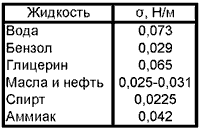 Жидкость σ, Н/м
Вода 0,073
Бензол 0,029
Глицерин 0,065
Масла и нефть 0,025-0,031
Спирт 0,0225
Аммиак 0,042